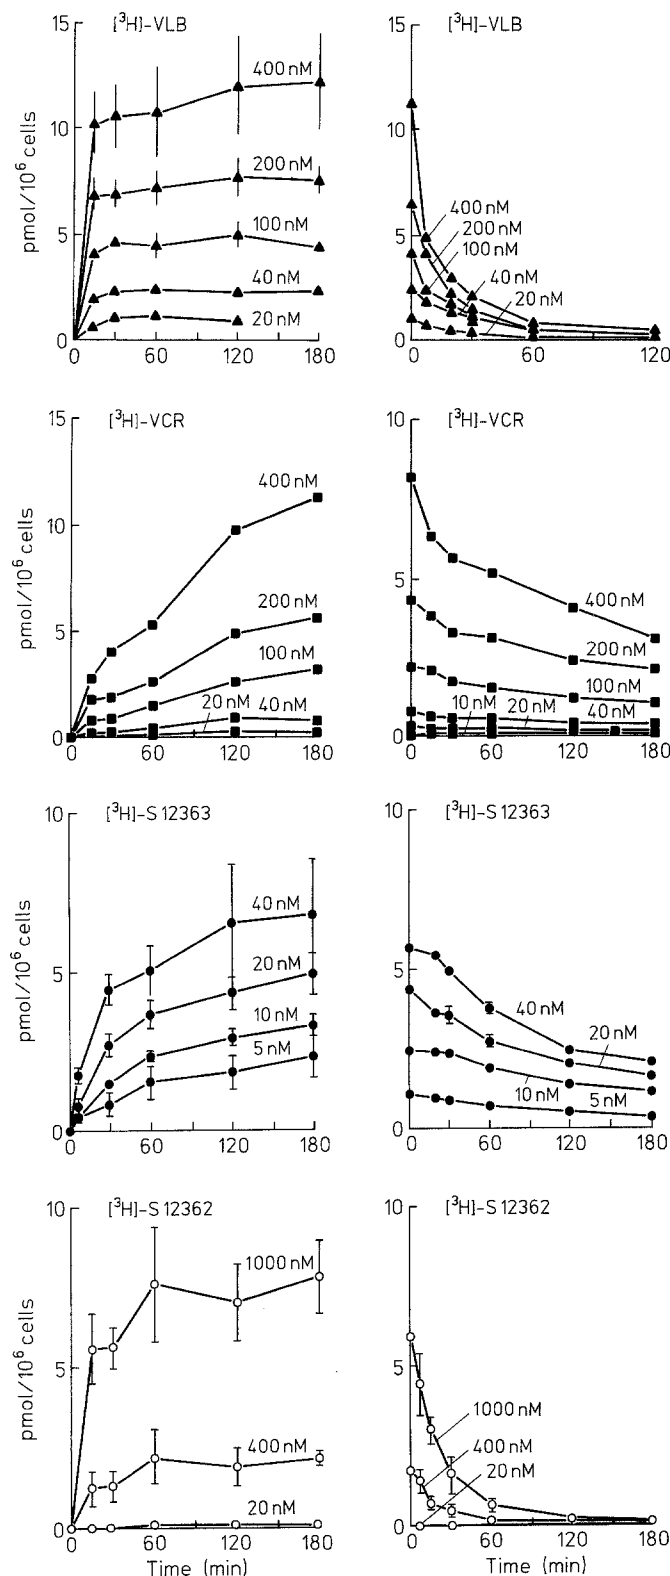 [³H]-VLB
pmol/10⁶ cells
15
10
5
0
400 nM
200 nM
100 nM
40 nM
20 nM
0 60 120 180
[³H]-VLB
15
10
5
0
400 nM
200 nM
100 nM
40 nM
20 nM
0 60 120
[³H]-VCR
pmol/10⁶ cells
15
10
5
0
400 nM
200 nM
100 nM
20 nM
40 nM
0 60 120 180
[³H]-VCR
10
5
0
400 nM
200 nM
100 nM
10 nM
20 nM
40 nM
0 60 120 180
[³H]-S 12363
pmol/10⁶ cells
10
5
0
40 nM
20 nM
10 nM
5 nM
0 60 120 180
[³H]-S 12363
10
5
0
40 nM
20 nM
10 nM
5 nM
0 60 120 180
[³H]-S 12362
pmol/10⁶ cells
10
5
0
1000 nM
400 nM
20 nM
0 60 120 180
Time (min)
[³H]-S 12362
10
5
0
1000 nM
400 nM
20 nM
0 60 120 180
Time (min)